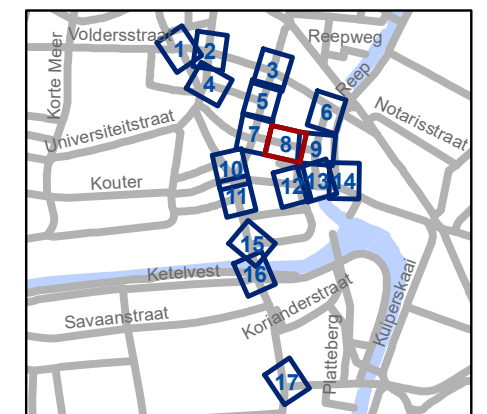 Voldersstraat
Reepweg
Korte Meer
1
2
3
4
Reep
5
6
Notarisstraat
Universiteitstraat
7
8
9
10
Kouter
11
12
13
14
15
Ketelvest
16
Korianderstraat
Kuiperskaai
Savaanstraat
Platteberg
17